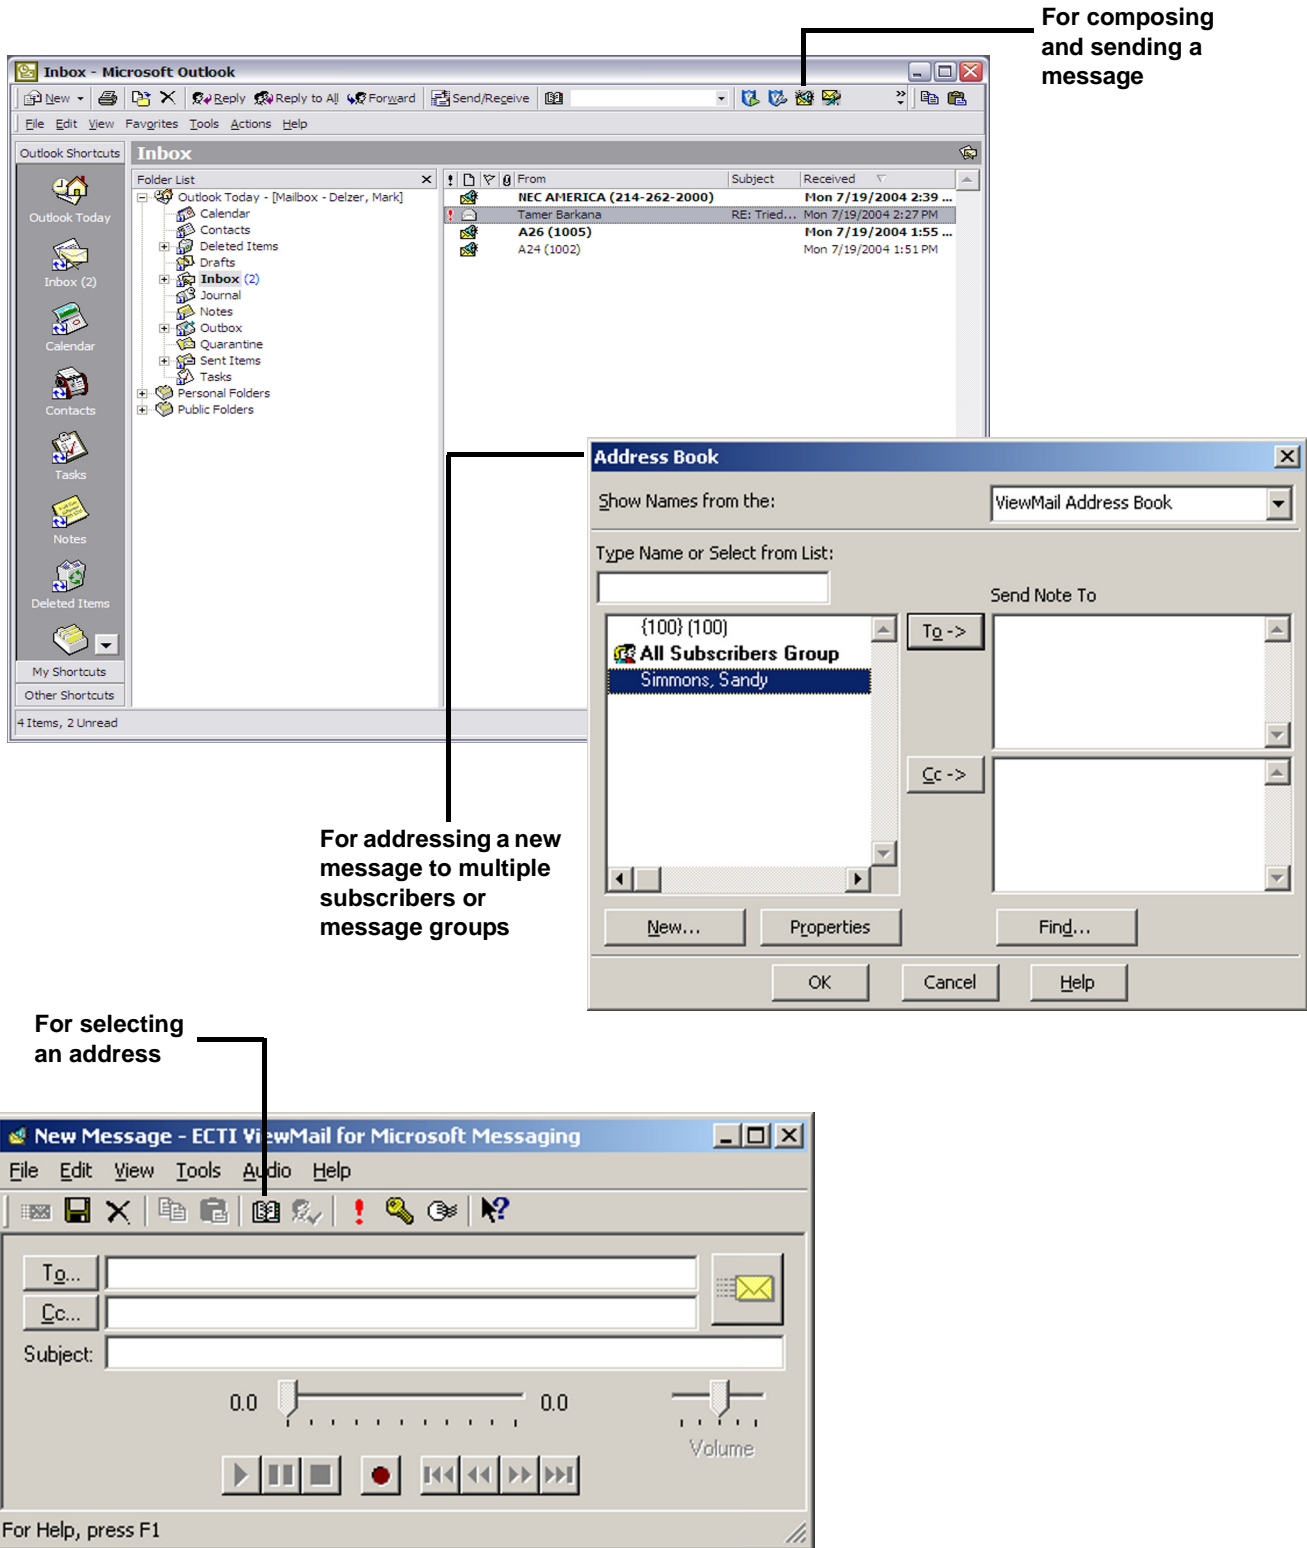 For composing
and sending a
message
Inbox - Microsoft Outlook
New Reply Reply to All Forward Send/Receive
File Edit View Favorites Tools Actions Help
Outlook Shortcuts
Inbox
Outlook Today
Inbox (2)
Calendar
Contacts
Tasks
Notes
Deleted Items
My Shortcuts
Other Shortcuts
4 Items, 2 Unread
Folder List
Outlook Today - [Mailbox - Delzer, Mark]
Calendar
Contacts
Deleted Items
Drafts
Inbox (2)
Journal
Notes
Outbox
Quarantine
Sent Items
Tasks
Personal Folders
Public Folders
From Subject Received
NEC AMERICA (214-262-2000) Mon 7/19/2004 2:39 ...
Tamer Barkana RE: Tried... Mon 7/19/2004 2:27 PM
A26 (1005) Mon 7/19/2004 1:55 ...
A24 (1002) Mon 7/19/2004 1:51 PM
Address Book
Show Names from the: ViewMail Address Book
Type Name or Select from List:
Send Note To
{100} (100)
All Subscribers Group
Simmons, Sandy
To ->
Cc ->
New... Properties Find...
OK Cancel Help
For addressing a new
message to multiple
subscribers or
message groups
For selecting
an address
New Message - ECTI ViewMail for Microsoft Messaging
File Edit View Tools Audio Help
To...
Cc...
Subject:
0.0 0.0
Volume
For Help, press F1